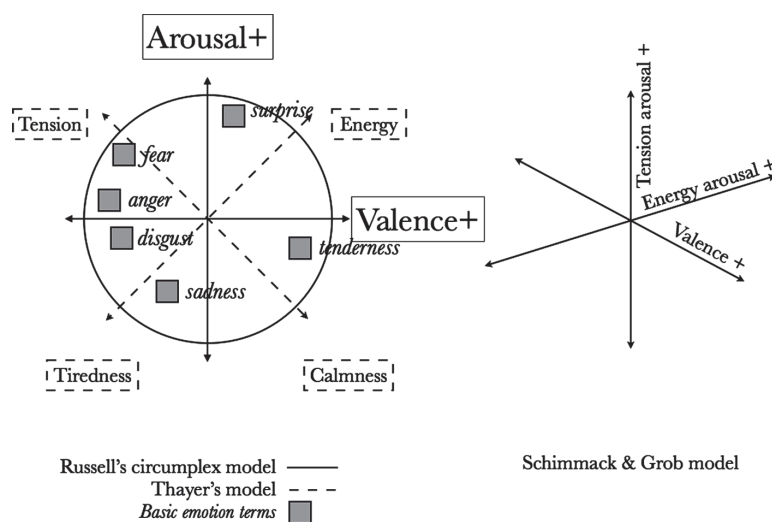 Arousal+
surprise
Tension
Energy
fear
anger
Valence+
disgust
tenderness
sadness
Tiredness
Calmness
Russell's circumplex model
Thayer's model
Basic emotion terms
Tension arousal +
Energy arousal +
Valence +
Schimmack & Grob model